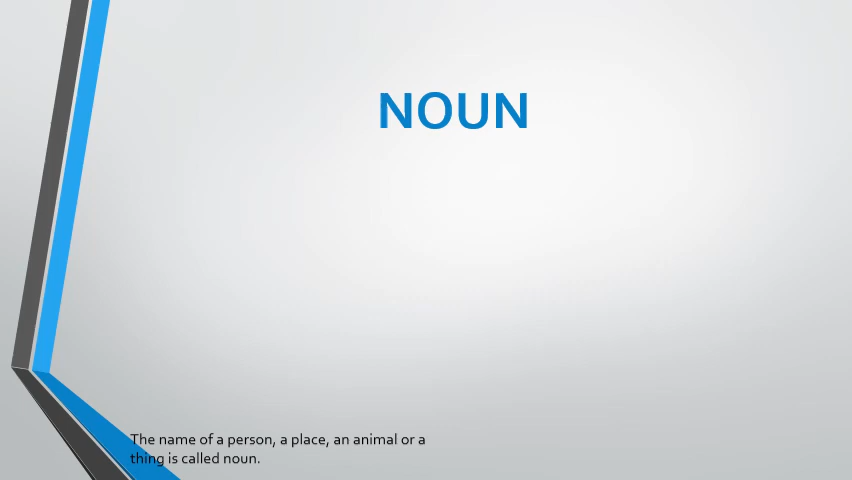 NOUN
The name of a person, a place, an animal or a
thing is called noun.